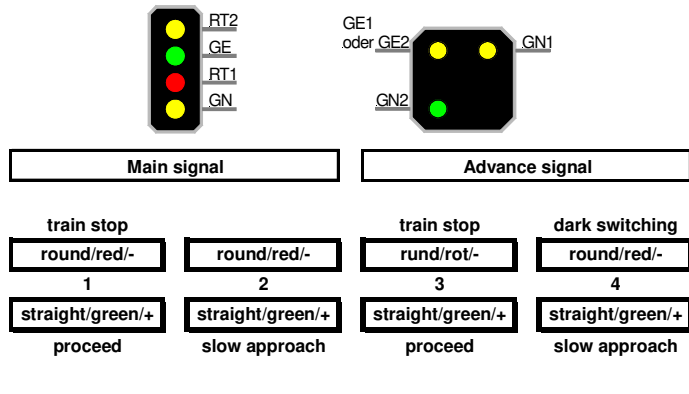 RT2
GE
RT1
GN
GE1
oder GE2
GN1
GN2
Main signal
Advance signal
train stop
train stop
dark switching
round/red/-
round/red/-
rund/rot/-
round/red/-
1
2
3
4
straight/green/+
straight/green/+
straight/green/+
straight/green/+
proceed
slow approach
proceed
slow approach